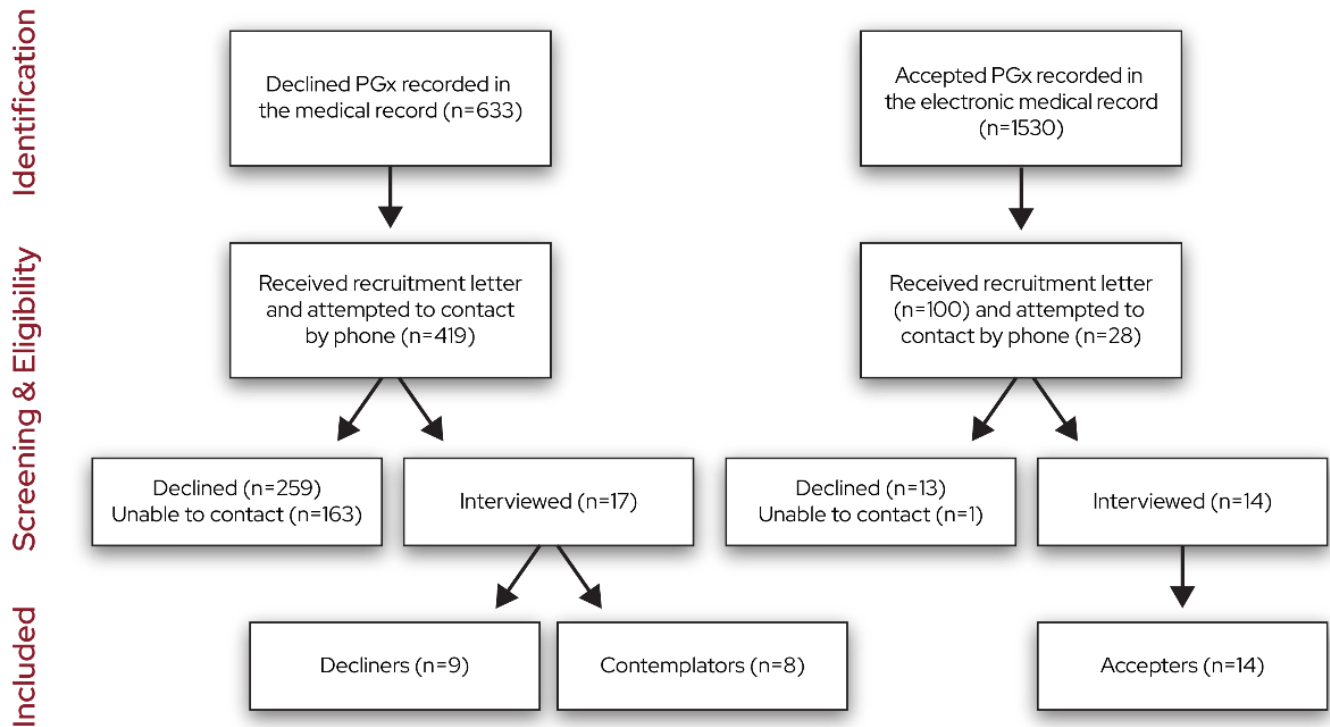 Identification
Declined PGx recorded in
the medical record (n=633)
Accepted PGx recorded in
the electronic medical record
(n=1530)
Screening & Eligibility
Received recruitment letter
and attempted to contact
by phone (n=419)
Received recruitment letter
(n=100) and attempted to
contact by phone (n=28)
Declined (n=259)
Unable to contact (n=163)
Interviewed (n=17)
Declined (n=13)
Unable to contact (n=1)
Interviewed (n=14)
Included
Decliners (n=9)
Contemplators (n=8)
Accepters (n=14)